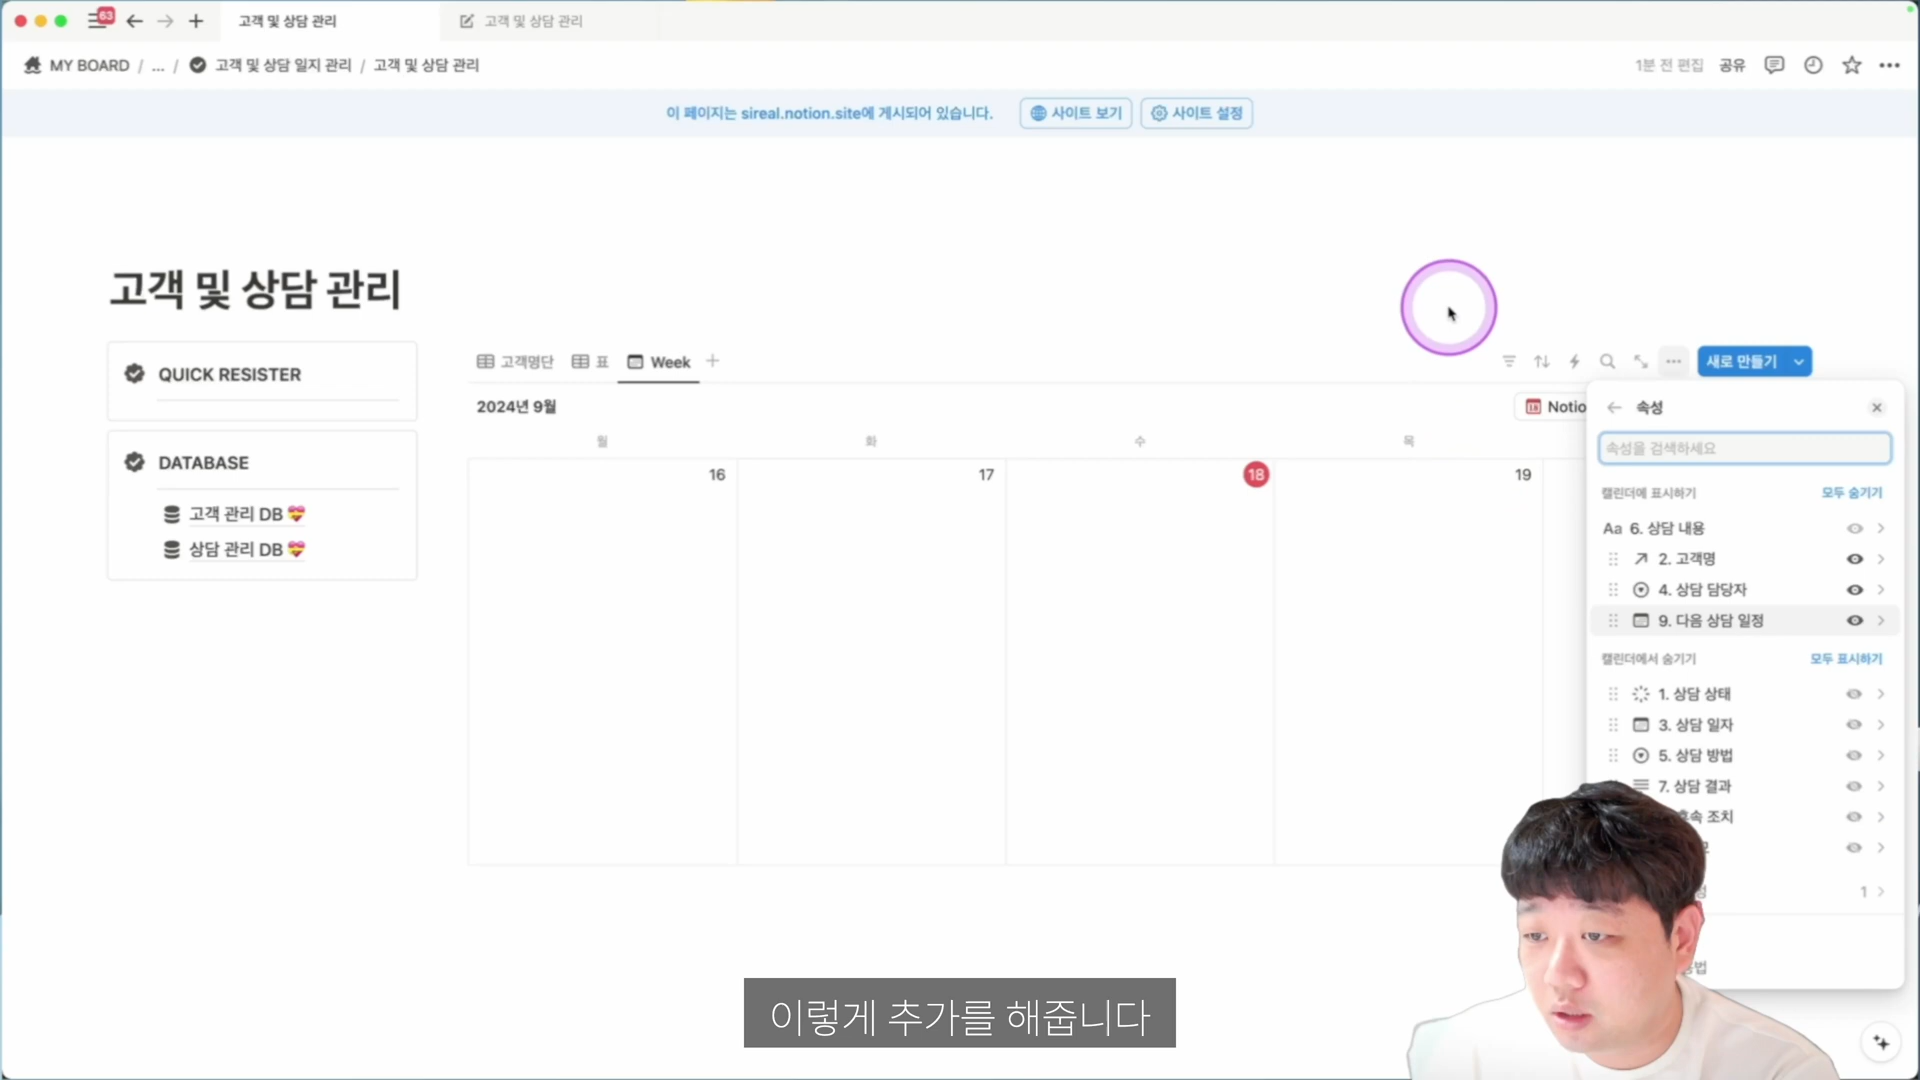 63
고객 및 상담 관리
고객 및 상담 관리
MY BOARD / ... / 고객 및 상담 일지 관리 / 고객 및 상담 관리
1분 전 편집 공유
이 페이지는 sireal.notion.site에 게시되어 있습니다. 사이트 보기 사이트 설정
고객 및 상담 관리
QUICK RESISTER
DATABASE
고객 관리 DB 💝
상담 관리 DB 💝
고객명단 표 Week
새로 만들기
2024년 9월
Notio
월 화 수 목
16 17 18 19
속성
속성을 검색하세요
캘린더에 표시하기 모두 숨기기
Aa 6. 상담 내용
2. 고객명
4. 상담 담당자
9. 다음 상담 일정
캘린더에서 숨기기 모두 표시하기
1. 상담 상태
3. 상담 일자
5. 상담 방법
7. 상담 결과
후속 조치
1
이렇게 추가를 해줍니다